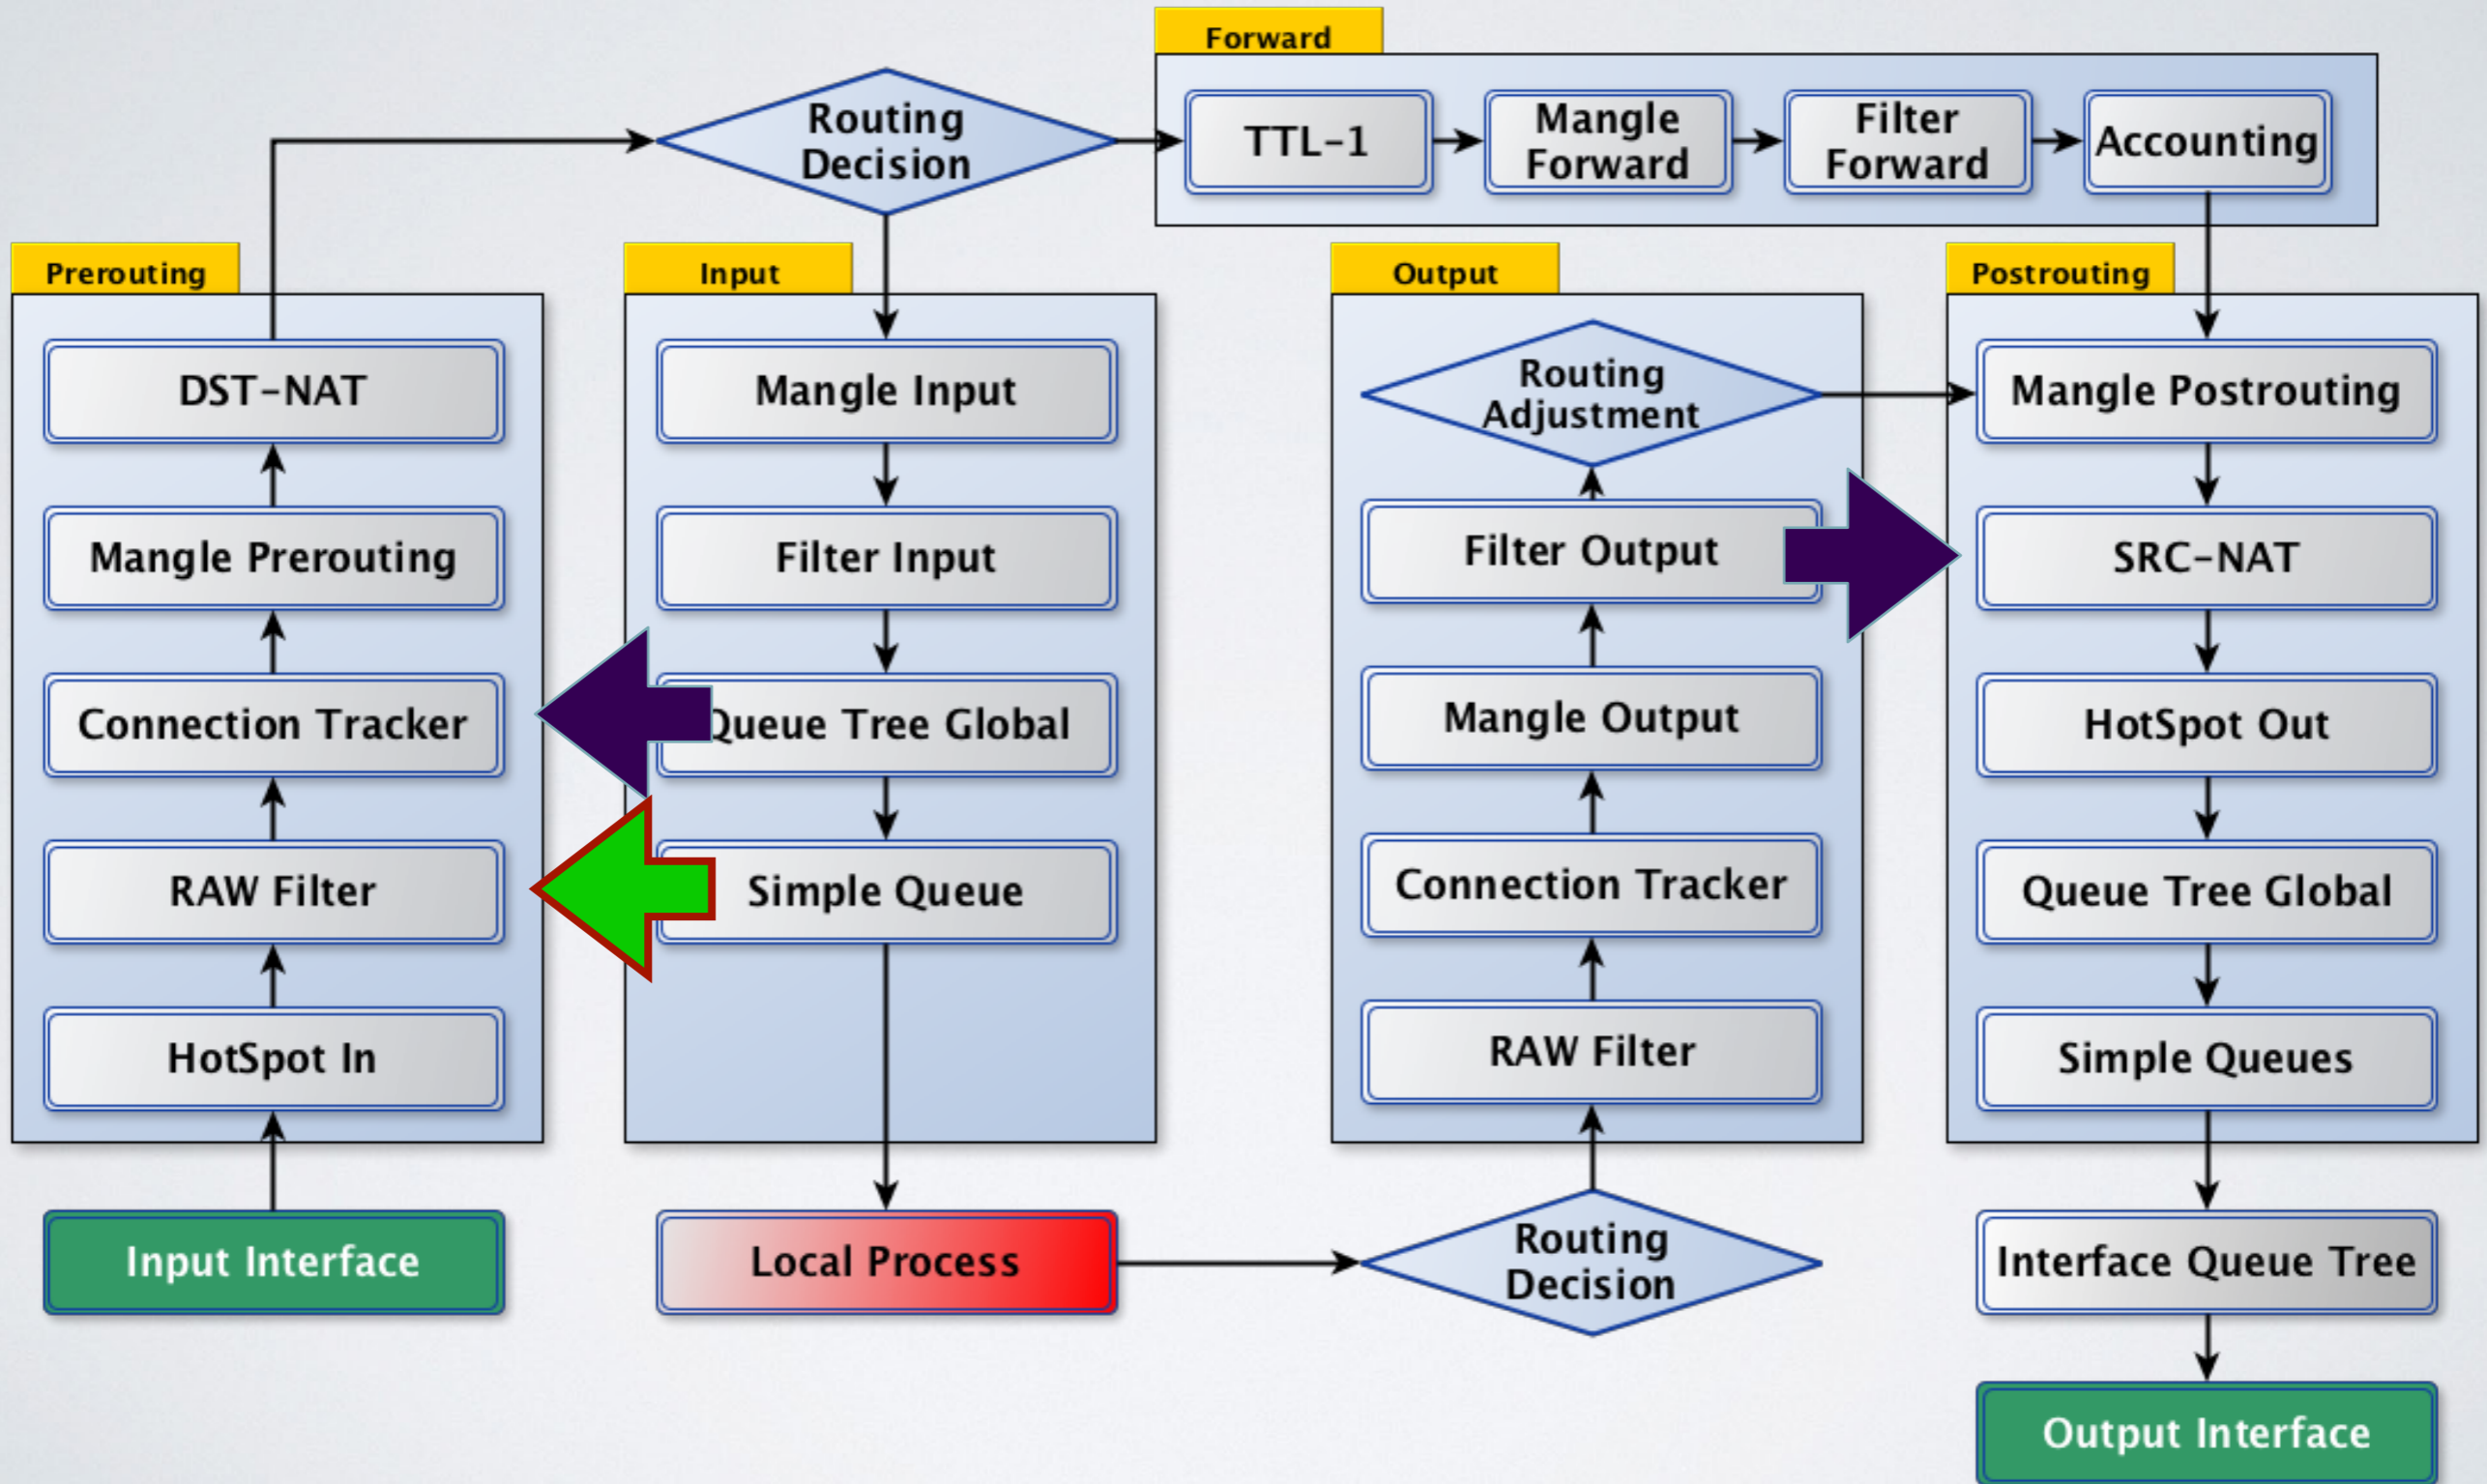 Forward
Routing
Decision
TTL-1
Mangle
Forward
Filter
Forward
Accounting
Prerouting
DST-NAT
Mangle Prerouting
Connection Tracker
RAW Filter
HotSpot In
Input Interface
Input
Mangle Input
Filter Input
Queue Tree Global
Simple Queue
Local Process
Output
Routing
Adjustment
Filter Output
Mangle Output
Connection Tracker
RAW Filter
Routing
Decision
Postrouting
Mangle Postrouting
SRC-NAT
HotSpot Out
Queue Tree Global
Simple Queues
Interface Queue Tree
Output Interface